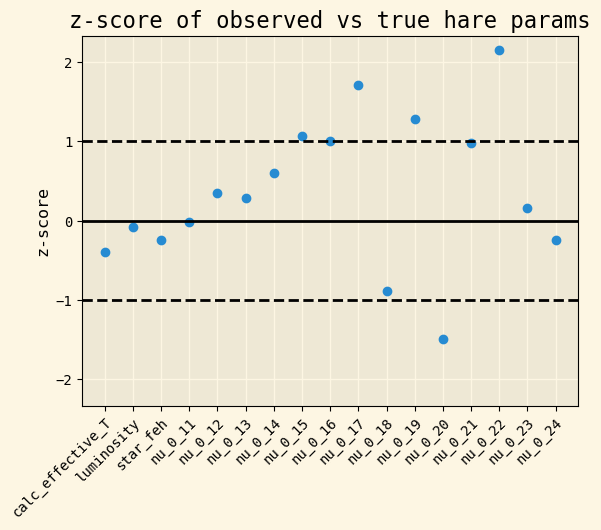 z-score of observed vs true hare params
z-score
2
1
0
−1
−2
calc_effective_T
luminosity
star_feh
nu_0_11
nu_0_12
nu_0_13
nu_0_14
nu_0_15
nu_0_16
nu_0_17
nu_0_18
nu_0_19
nu_0_20
nu_0_21
nu_0_22
nu_0_23
nu_0_24